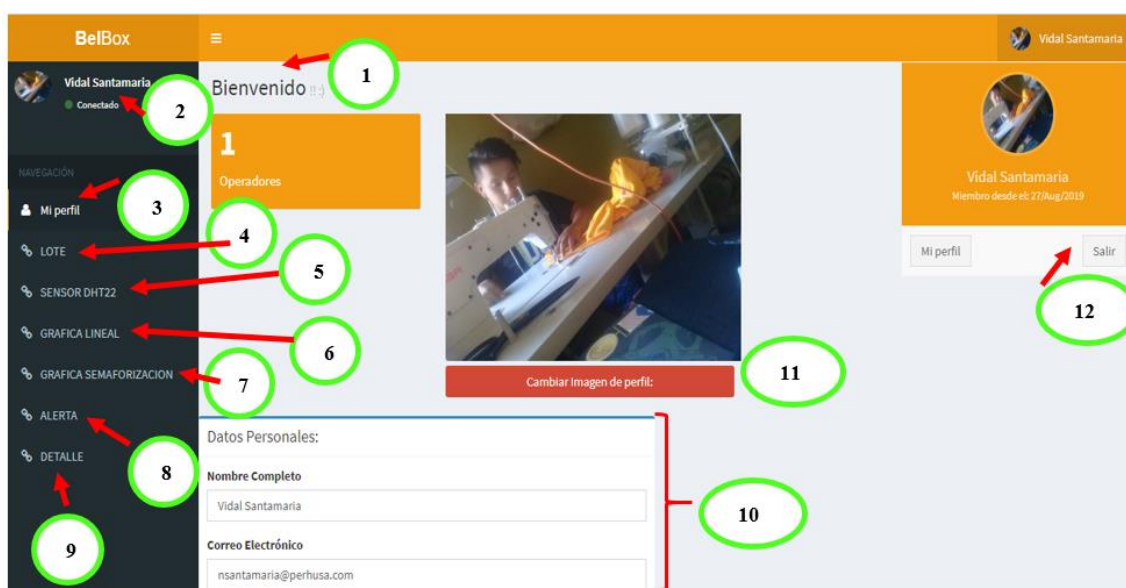 BelBox
Vidal Santamaria
Vidal Santamaria
Conectado
1
Bienvenido !! :)
2
1
Operadores
Vidal Santamaria
Miembro desde el: 27/Aug/2019
NAVEGACIÓN
Mi perfil
3
LOTE
4
Mi perfil
Salir
SENSOR DHT22
5
12
GRAFICA LINEAL
6
GRAFICA SEMAFORIZACION
7
Cambiar Imagen de perfil:
11
ALERTA
8
DETALLE
9
Datos Personales:
Nombre Completo
Vidal Santamaria
10
Correo Electrónico
nsantamaria@perhusa.com